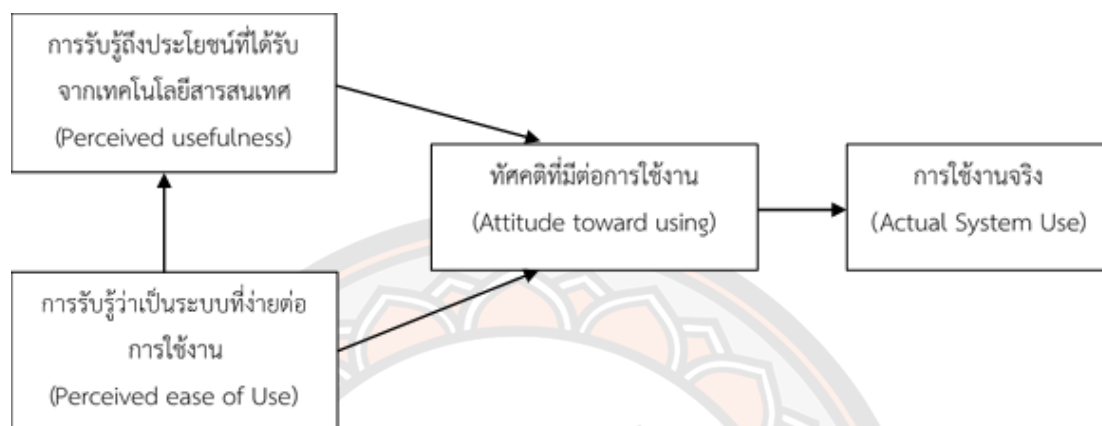 การรับรู้ถึงประโยชน์ที่ได้รับ
จากเทคโนโลยีสารสนเทศ
(Perceived usefulness)
ทัศคติที่มีต่อการใช้งาน
(Attitude toward using)
การใช้งานจริง
(Actual System Use)
การรับรู้ว่าเป็นระบบที่ง่ายต่อ
การใช้งาน
(Perceived ease of Use)